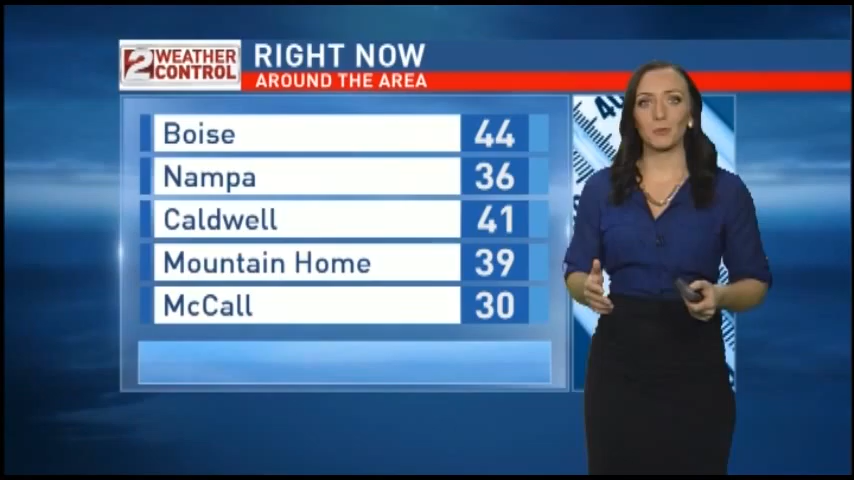 2 WEATHER CONTROL
RIGHT NOW
AROUND THE AREA
Boise 44
Nampa 36
Caldwell 41
Mountain Home 39
McCall 30
40